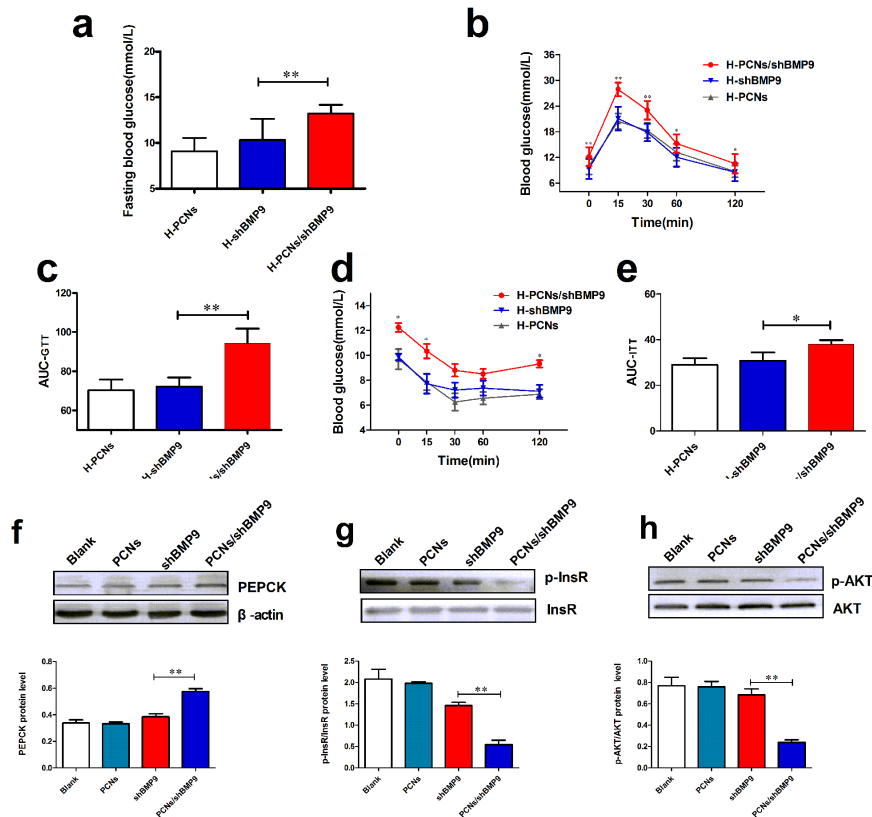 a
Fasting blood glucose(mmol/L)
20
15
10
5
**
H-PCNs
H-shBMP9
H-PCNs/shBMP9
b
Blood glucose(mmol/L)
36
30
24
18
12
6
H-PCNs/shBMP9
H-shBMP9
H-PCNs
**
**
**
*
*
0
15
30
60
120
Time(min)
c
AUC-GTT
120
100
80
60
**
H-PCNs
H-shBMP9
Ns/shBMP9
d
Blood glucose(mmol/L)
14
12
10
8
6
4
H-PCNs/shBMP9
H-shBMP9
H-PCNs
*
*
*
0
15
30
60
120
Time(min)
e
AUC-ITT
60
40
20
0
*
H-PCNs
H-shBMP9
s/shBMP9
f
Blank
PCNs
shBMP9
PCNs/shBMP9
PEPCK
β -actin
PEPCK protein level
0.8
0.6
0.4
0.2
0.0
**
Blank
PCNs
shBMP9
PCNs/shBMP9
g
Blank
PCNs
shBMP9
PCNs/shBMP9
p-InsR
InsR
p-InsR/InsR protein level
2.5
2.0
1.5
1.0
0.5
0.0
**
Blank
PCNs
shBMP9
PCNs/shBMP9
h
Blank
PCNs
shBMP9
PCNs/shBMP9
p-AKT
AKT
p-AKT/AKT protein level
1.0
0.8
0.6
0.4
0.2
0.0
**
Blank
PCNs
shBMP9
PCNs/shBMP9